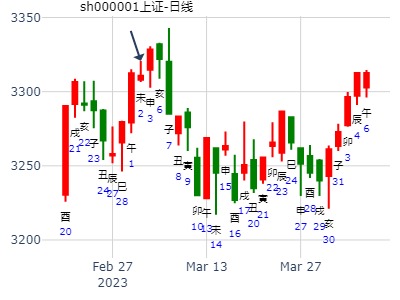 sh000001上证-日线
3350
3300
3250
3200
酉
20
戌
21
亥
22
子
23
丑
24
辰
27
巳
28
午
1
未
2
申
3
亥
6
子
7
丑
8
寅
9
卯
10
午
13
未
14
申
15
酉
16
戌
17
丑
20
寅
21
卯
22
辰
23
巳
24
申
27
酉
28
戌
29
亥
30
子
31
卯
3
辰
4
午
6
Feb 27
2023
Mar 13
Mar 27